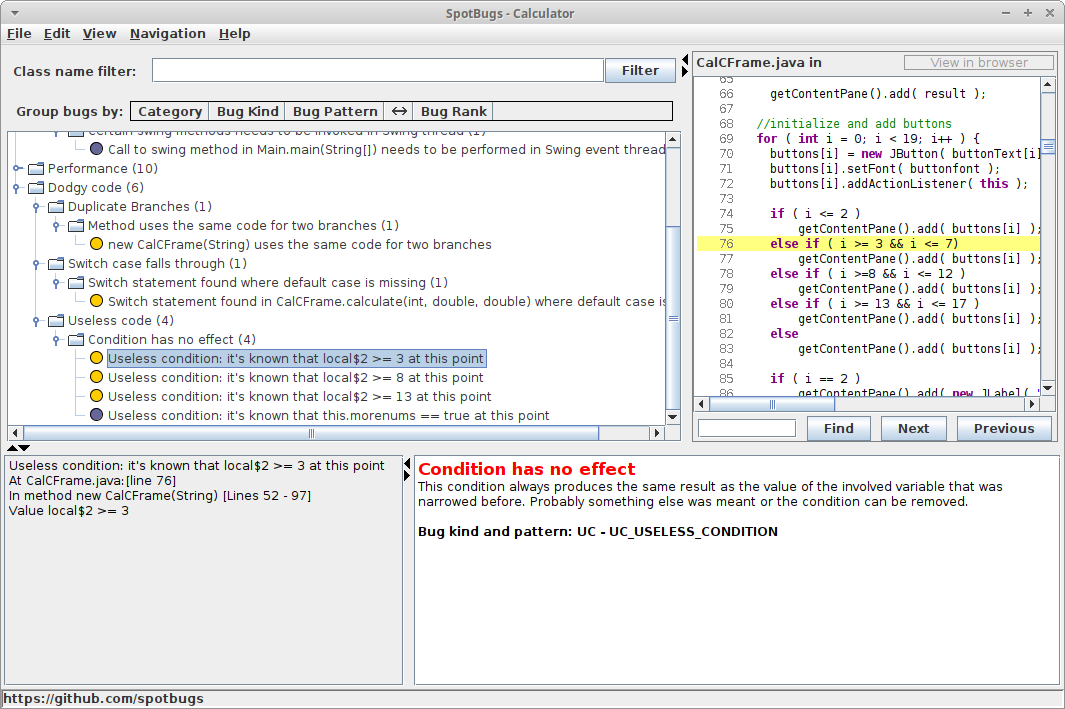 SpotBugs - Calculator
File Edit View Navigation Help
Class name filter: Filter
Group bugs by: Category Bug Kind Bug Pattern ↔ Bug Rank
Certain swing methods needs to be invoked in Swing thread (1)
Call to swing method in Main.main(String[]) needs to be performed in Swing event thread
Performance (10)
Dodgy code (6)
Duplicate Branches (1)
Method uses the same code for two branches (1)
new CalCFrame(String) uses the same code for two branches
Switch case falls through (1)
Switch statement found where default case is missing (1)
Switch statement found in CalCFrame.calculate(int, double, double) where default case is
Useless code (4)
Condition has no effect (4)
Useless condition: it's known that local$2 >= 3 at this point
Useless condition: it's known that local$2 >= 8 at this point
Useless condition: it's known that local$2 >= 13 at this point
Useless condition: it's known that this.morenums == true at this point
CalCFrame.java in View in browser
65
66 getContentPane().add( result );
67
68 //initialize and add buttons
69 for ( int i = 0; i < 19; i++ ) {
70 buttons[i] = new JButton( buttonText[i]
71 buttons[i].setFont( buttonfont );
72 buttons[i].addActionListener( this );
73
74 if ( i <= 2 )
75 getContentPane().add( buttons[i] );
76 else if ( i >= 3 && i <= 7)
77 getContentPane().add( buttons[i] );
78 else if ( i >=8 && i <= 12 )
79 getContentPane().add( buttons[i] );
80 else if ( i >= 13 && i <= 17 )
81 getContentPane().add( buttons[i] );
82 else
83 getContentPane().add( buttons[i] );
84
85 if ( i == 2 )
86 getContentPane().add( new JLabel( "
Find Next Previous
Useless condition: it's known that local$2 >= 3 at this point
At CalCFrame.java:[line 76]
In method new CalCFrame(String) [Lines 52 - 97]
Value local$2 >= 3
Condition has no effect
This condition always produces the same result as the value of the involved variable that was
narrowed before. Probably something else was meant or the condition can be removed.
Bug kind and pattern: UC - UC_USELESS_CONDITION
https://github.com/spotbugs